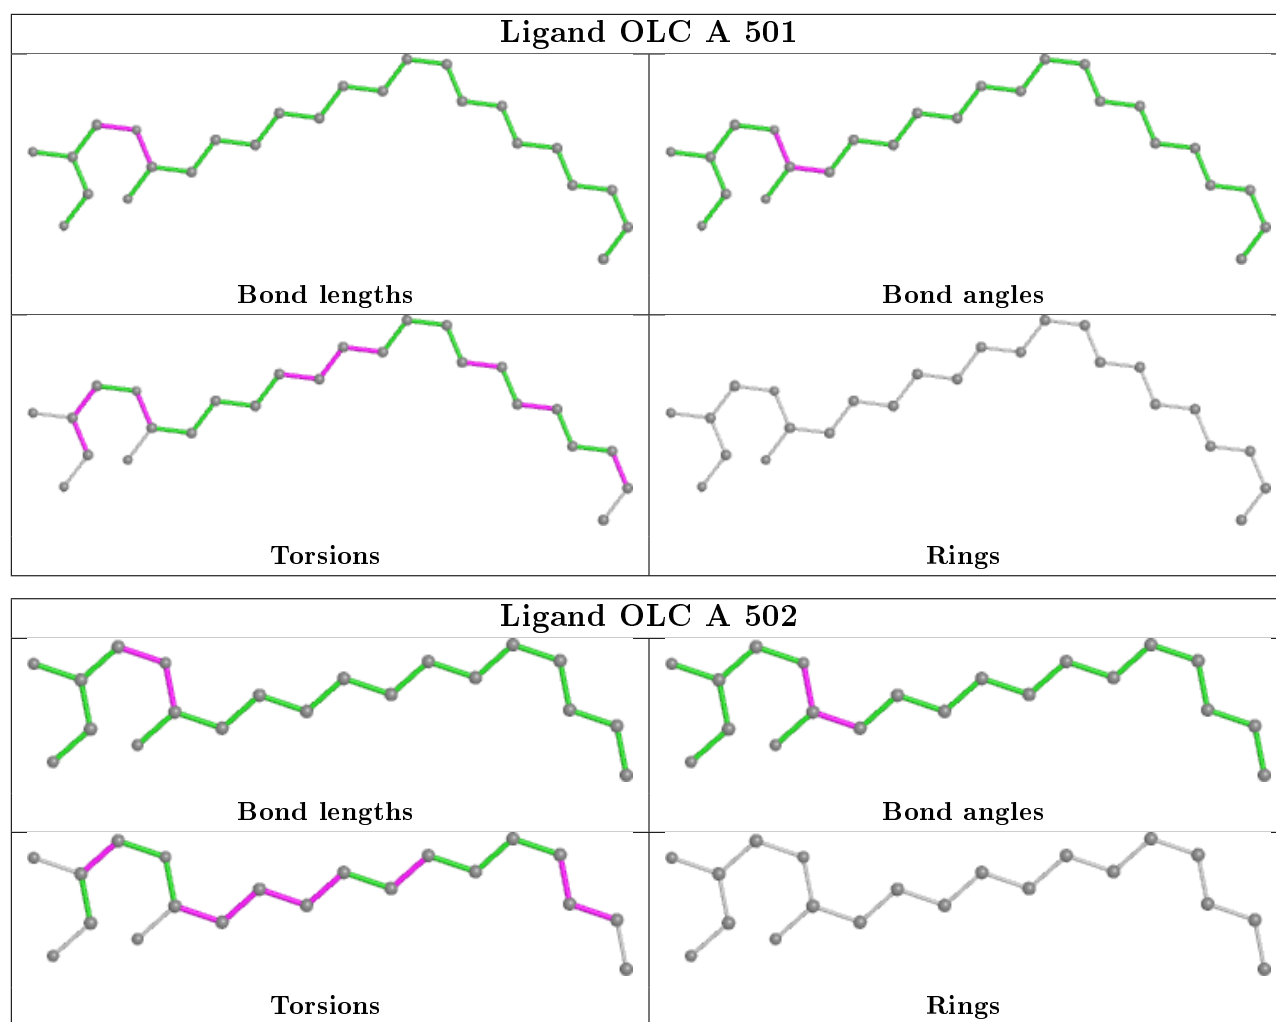 Ligand OLC A 501
Bond lengths
Bond angles
Torsions
Rings
Ligand OLC A 502
Bond lengths
Bond angles
Torsions
Rings